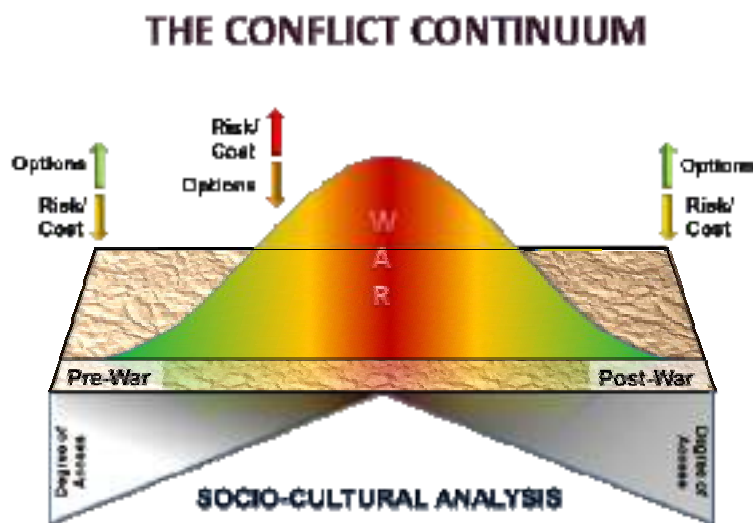 THE CONFLICT CONTINUUM
Options
Risk/
Cost
Risk/
Cost
Options
Options
Risk/
Cost
W
A
R
Pre-War
Post-War
Degree of
Access
Degree of
Access
SOCIO-CULTURAL ANALYSIS